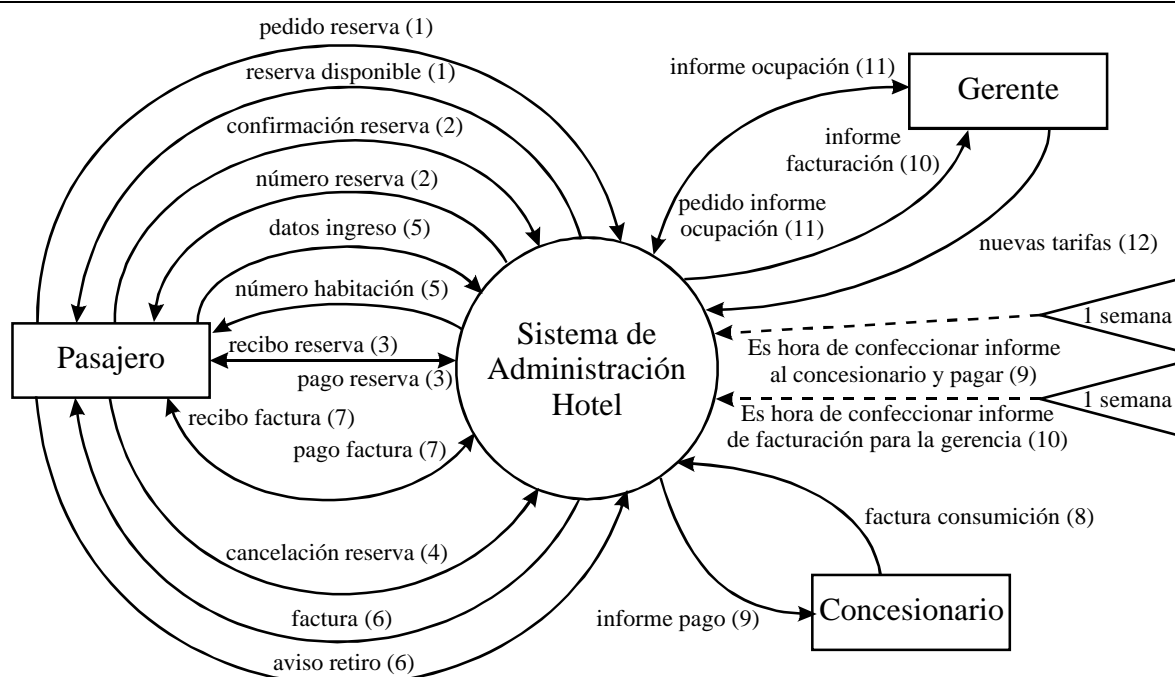 pedido reserva (1)
reserva disponible (1)
confirmación reserva (2)
número reserva (2)
datos ingreso (5)
número habitación (5)
Pasajero
recibo reserva (3)
pago reserva (3)
recibo factura (7)
pago factura (7)
cancelación reserva (4)
factura (6)
aviso retiro (6)
Sistema de
Administración
Hotel
informe ocupación (11)
Gerente
informe
facturación (10)
pedido informe
ocupación (11)
nuevas tarifas (12)
1 semana
Es hora de confeccionar informe
al concesionario y pagar (9)
1 semana
Es hora de confeccionar informe
de facturación para la gerencia (10)
factura consumición (8)
Concesionario
informe pago (9)